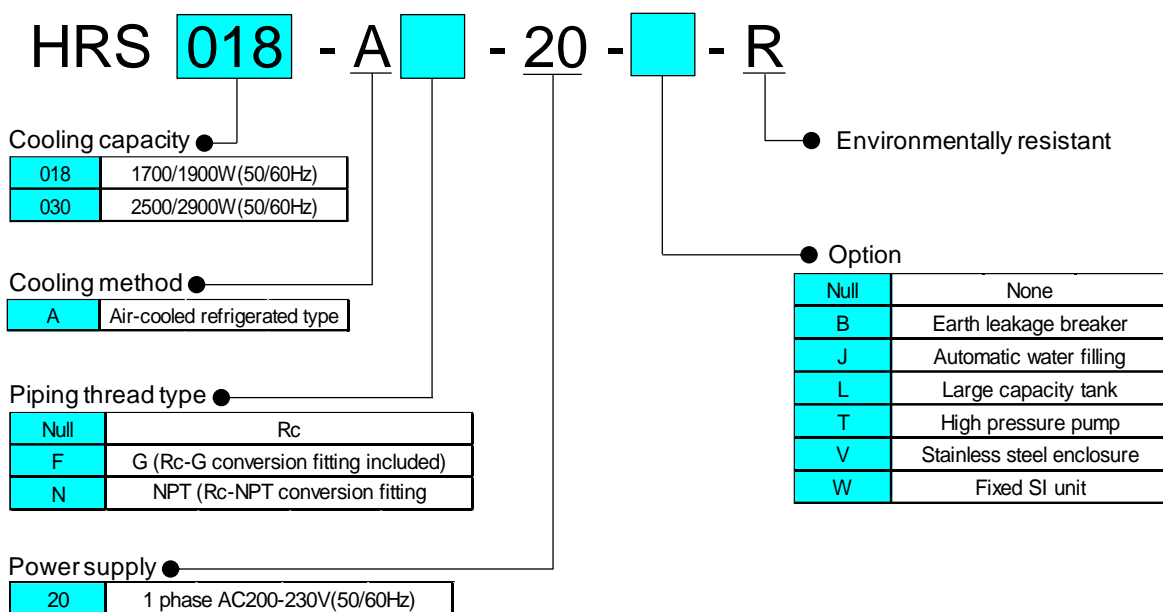 HRS 018 - A - 20 - - R
Cooling capacity
018 1700/1900W(50/60Hz)
030 2500/2900W(50/60Hz)
Cooling method
A Air-cooled refrigerated type
Piping thread type
Null Rc
F G (Rc-G conversion fitting included)
N NPT (Rc-NPT conversion fitting
Power supply
20 1 phase AC200-230V(50/60Hz)
Environmentally resistant
Option
Null None
B Earth leakage breaker
J Automatic water filling
L Large capacity tank
T High pressure pump
V Stainless steel enclosure
W Fixed SI unit